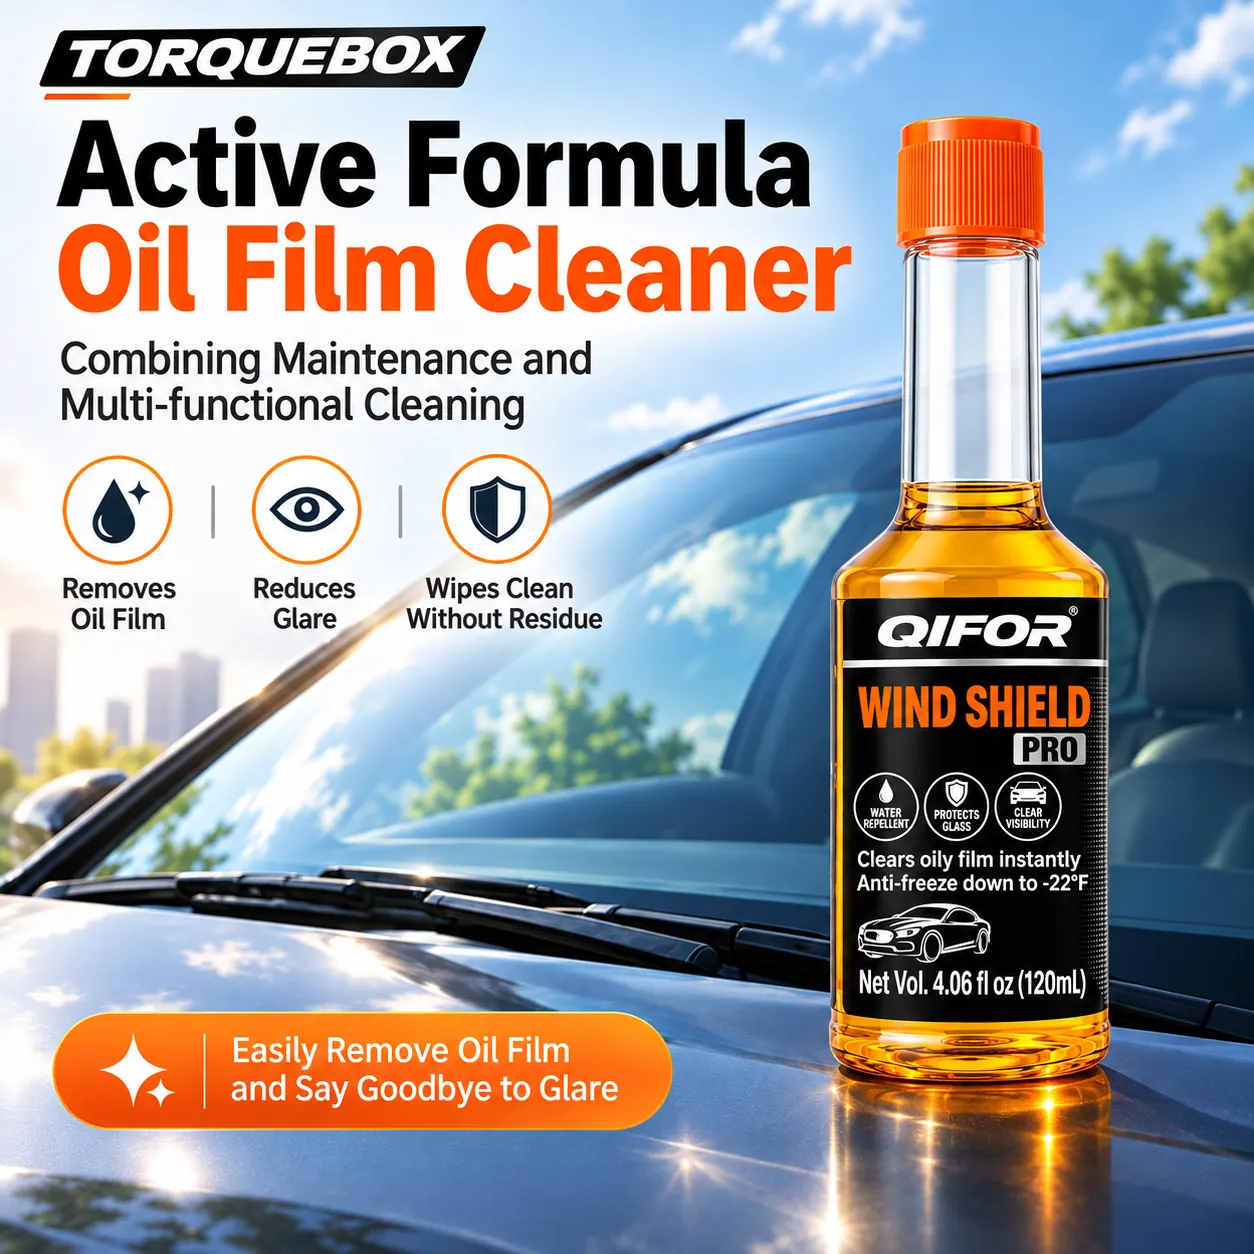 TORQUEBOX
Active Formula
Oil Film Cleaner
Combining Maintenance and
Multi-functional Cleaning
Removes
Oil Film
Reduces
Glare
Wipes Clean
Without Residue
QIFOR®
WIND SHIELD
PRO
WATER
REPELLENT
PROTECTS
GLASS
CLEAR
VISIBILITY
Clears oily film instantly
Anti-freeze down to -22°F
Net Vol. 4.06 fl oz (120mL)
Easily Remove Oil Film
and Say Goodbye to Glare